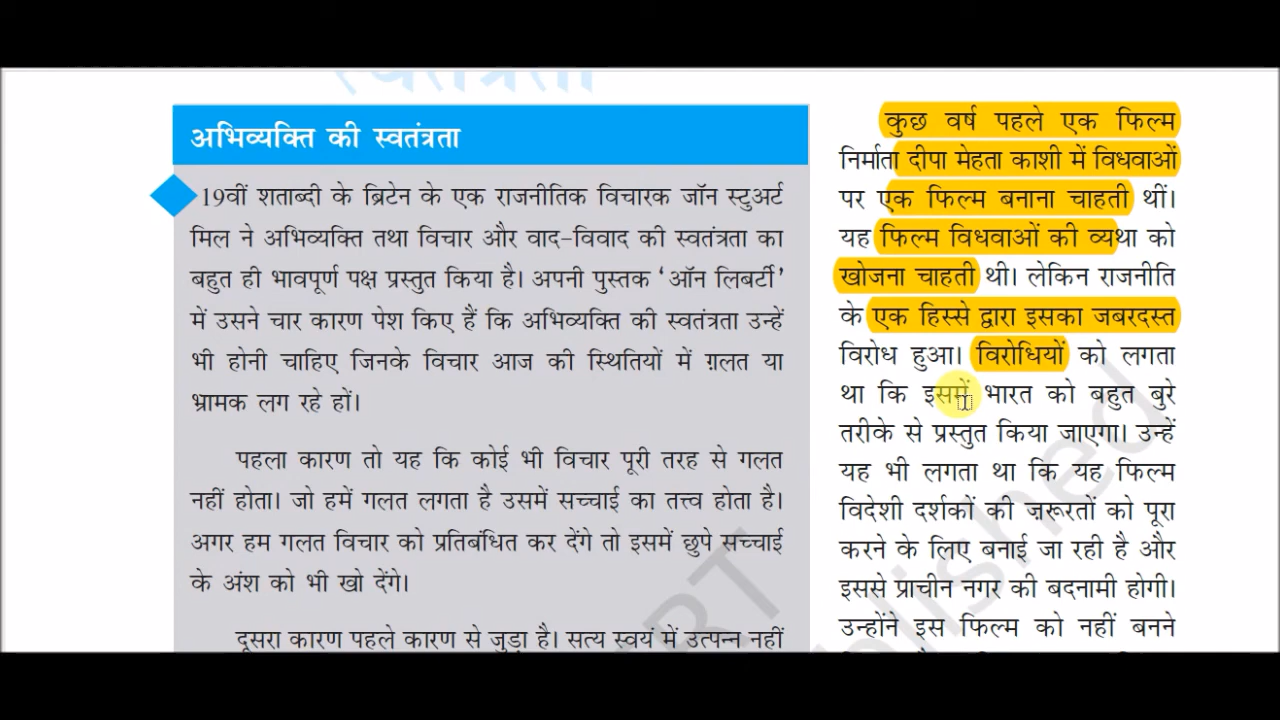 स्वतंत्रता
अभिव्यक्ति की स्वतंत्रता
19वीं शताब्दी के ब्रिटेन के एक राजनीतिक विचारक जॉन स्टुअर्ट
मिल ने अभिव्यक्ति तथा विचार और वाद-विवाद की स्वतंत्रता का
बहुत ही भावपूर्ण पक्ष प्रस्तुत किया है। अपनी पुस्तक ‘ऑन लिबर्टी’
में उसने चार कारण पेश किए हैं कि अभिव्यक्ति की स्वतंत्रता उन्हें
भी होनी चाहिए जिनके विचार आज की स्थितियों में ग़लत या
भ्रामक लग रहे हों।
पहला कारण तो यह कि कोई भी विचार पूरी तरह से गलत
नहीं होता। जो हमें गलत लगता है उसमें सच्चाई का तत्त्व होता है।
अगर हम गलत विचार को प्रतिबंधित कर देंगे तो इसमें छुपे सच्चाई
के अंश को भी खो देंगे।
दूसरा कारण पहले कारण से जुड़ा है। सत्य स्वयं में उत्पन्न नहीं
कुछ वर्ष पहले एक फिल्म
निर्माता दीपा मेहता काशी में विधवाओं
पर एक फिल्म बनाना चाहती थीं।
यह फिल्म विधवाओं की व्यथा को
खोजना चाहती थी। लेकिन राजनीति
के एक हिस्से द्वारा इसका जबरदस्त
विरोध हुआ। विरोधियों को लगता
था कि इसमें भारत को बहुत बुरे
तरीके से प्रस्तुत किया जाएगा। उन्हें
यह भी लगता था कि यह फिल्म
विदेशी दर्शकों की ज़रूरतों को पूरा
करने के लिए बनाई जा रही है और
इससे प्राचीन नगर की बदनामी होगी।
उन्होंने इस फिल्म को नहीं बनने